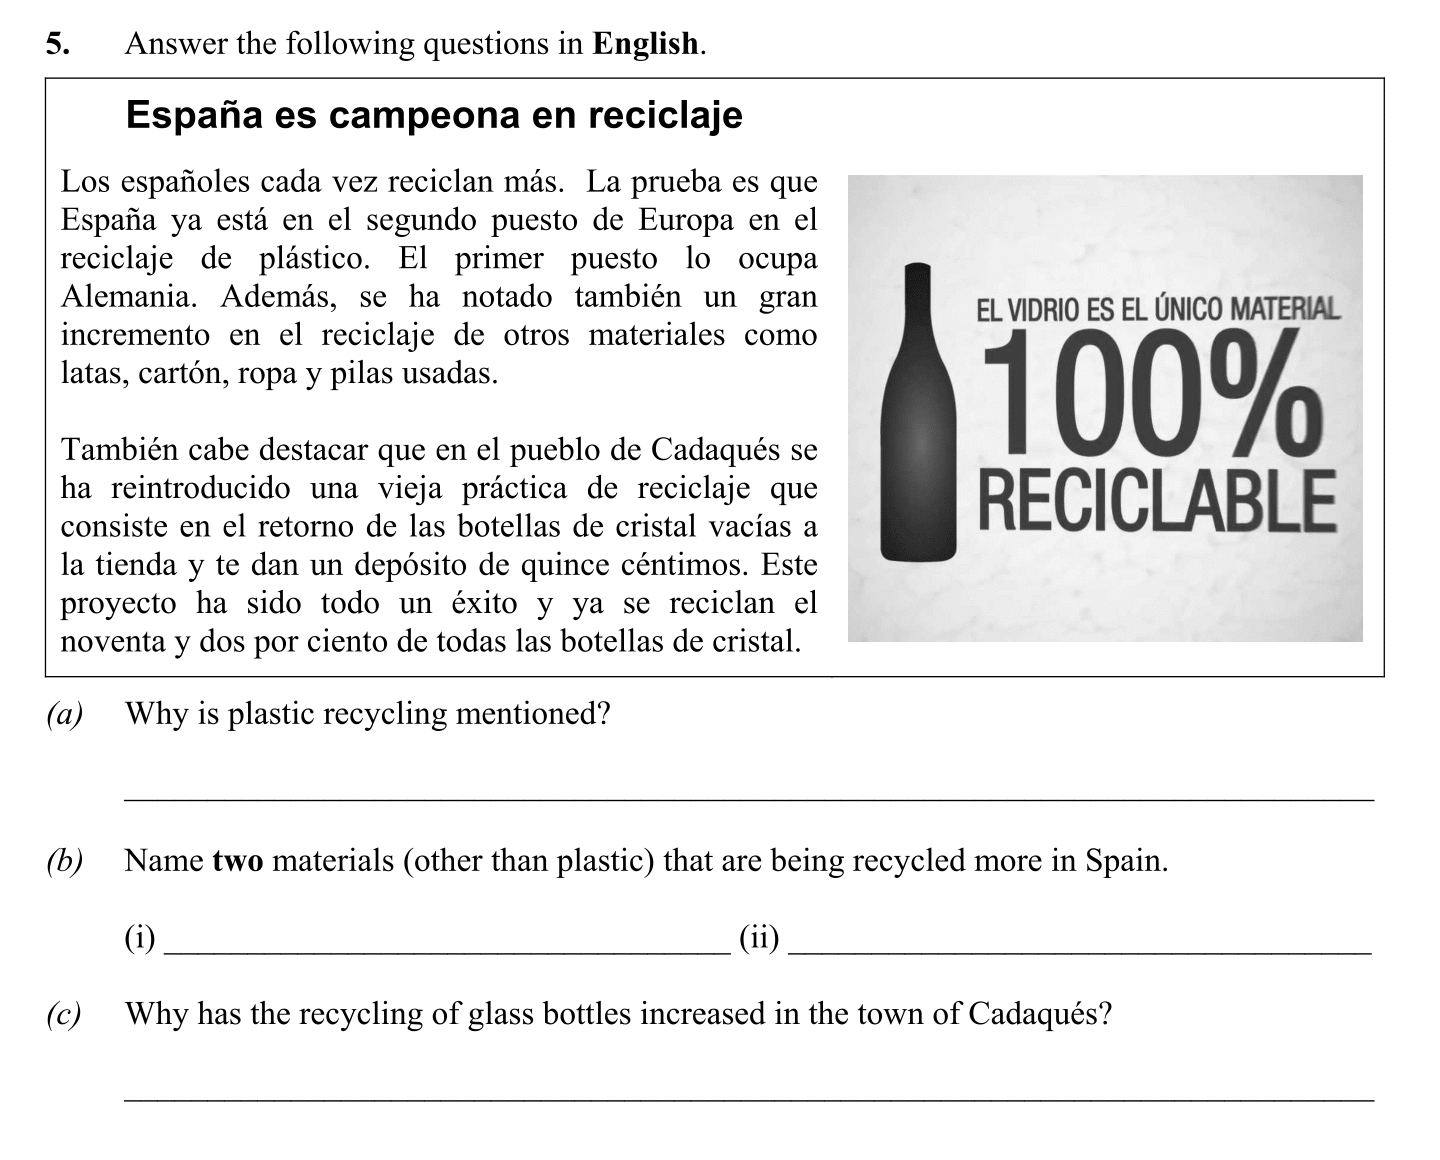 5. Answer the following questions in English.
España es campeona en reciclaje
Los españoles cada vez reciclan más. La prueba es que
España ya está en el segundo puesto de Europa en el
reciclaje de plástico. El primer puesto lo ocupa
Alemania. Además, se ha notado también un gran
incremento en el reciclaje de otros materiales como
latas, cartón, ropa y pilas usadas.
También cabe destacar que en el pueblo de Cadaqués se
ha reintroducido una vieja práctica de reciclaje que
consiste en el retorno de las botellas de cristal vacías a
la tienda y te dan un depósito de quince céntimos. Este
proyecto ha sido todo un éxito y ya se reciclan el
noventa y dos por ciento de todas las botellas de cristal.
EL VIDRIO ES EL ÚNICO MATERIAL
100%
RECICLABLE
(a) Why is plastic recycling mentioned?
(b) Name two materials (other than plastic) that are being recycled more in Spain.
(i) (ii)
(c) Why has the recycling of glass bottles increased in the town of Cadaqués?